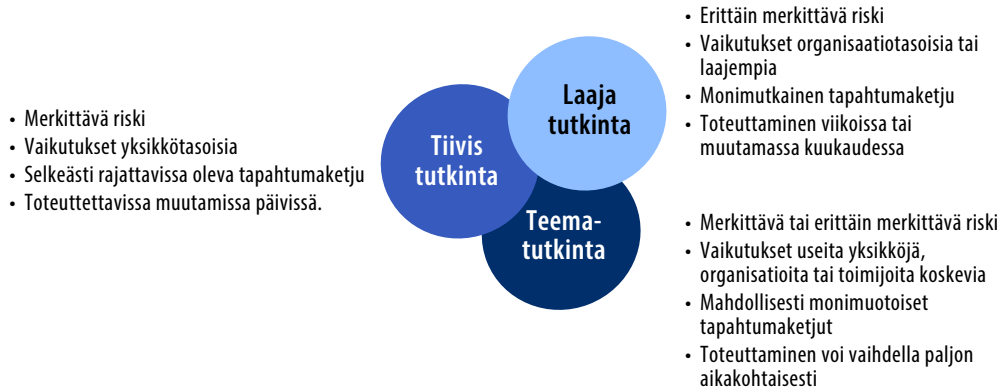 • Merkittävä riski
• Vaikutukset yksikkötasoisia
• Selkeästi rajattavissa oleva tapahtumaketju
• Toteuttettavissa muutamissa päivissä.
Tiivis
tutkinta
Laaja
tutkinta
• Erittäin merkittävä riski
• Vaikutukset organisaatiotasoisia tai
laajempia
• Monimutkainen tapahtumaketju
• Toteuttaminen viikoissa tai
muutamassa kuukaudessa
Teema-
tutkinta
• Merkittävä tai erittäin merkittävä riski
• Vaikutukset useita yksikköjä,
organisatioita tai toimijoita koskevia
• Mahdollisesti monimuotoiset
tapahtumaketjut
• Toteuttaminen voi vaihdella paljon
aikakohtaisesti